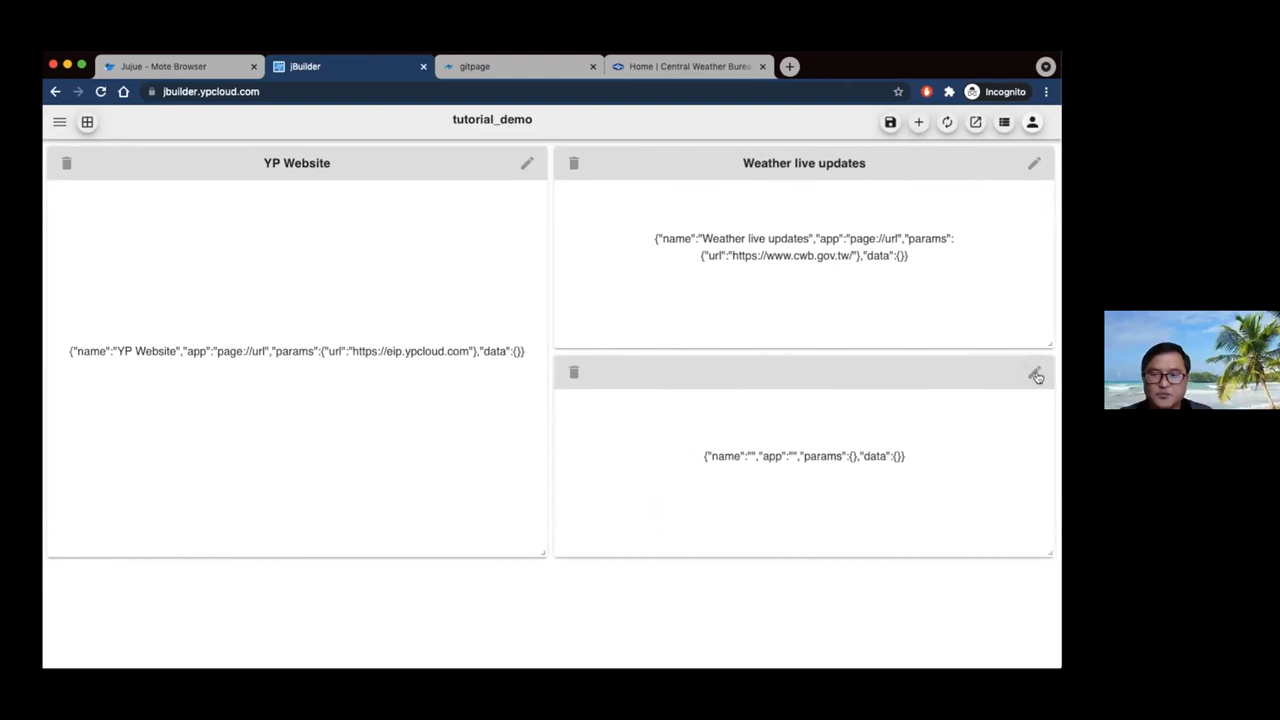 Jujue - Mote Browser
jBuilder
gitpage
Home | Central Weather Burea
jbuilder.ypcloud.com
Incognito
tutorial_demo
YP Website
Weather live updates
{"name":"Weather live updates","app":"page://url","params":
{"url":"https://www.cwb.gov.tw/"},"data":{}}
{"name":"YP Website","app":"page://url","params":{"url":"https://eip.ypcloud.com"},"data":{}}
{"name":"","app":"","params":{},"data":{}}